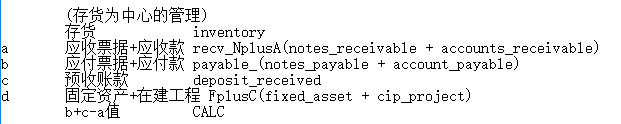 (存货为中心的管理)
存货 inventory
a 应收票据+应收款 recv_NplusA(notes_receivable + accounts_receivable)
b 应付票据+应付款 payable_(notes_payable + account_payable)
c 预收账款 deposit_received
d 固定资产+在建工程 FplusC(fixed_asset + cip_project)
b+c-a值 CALC